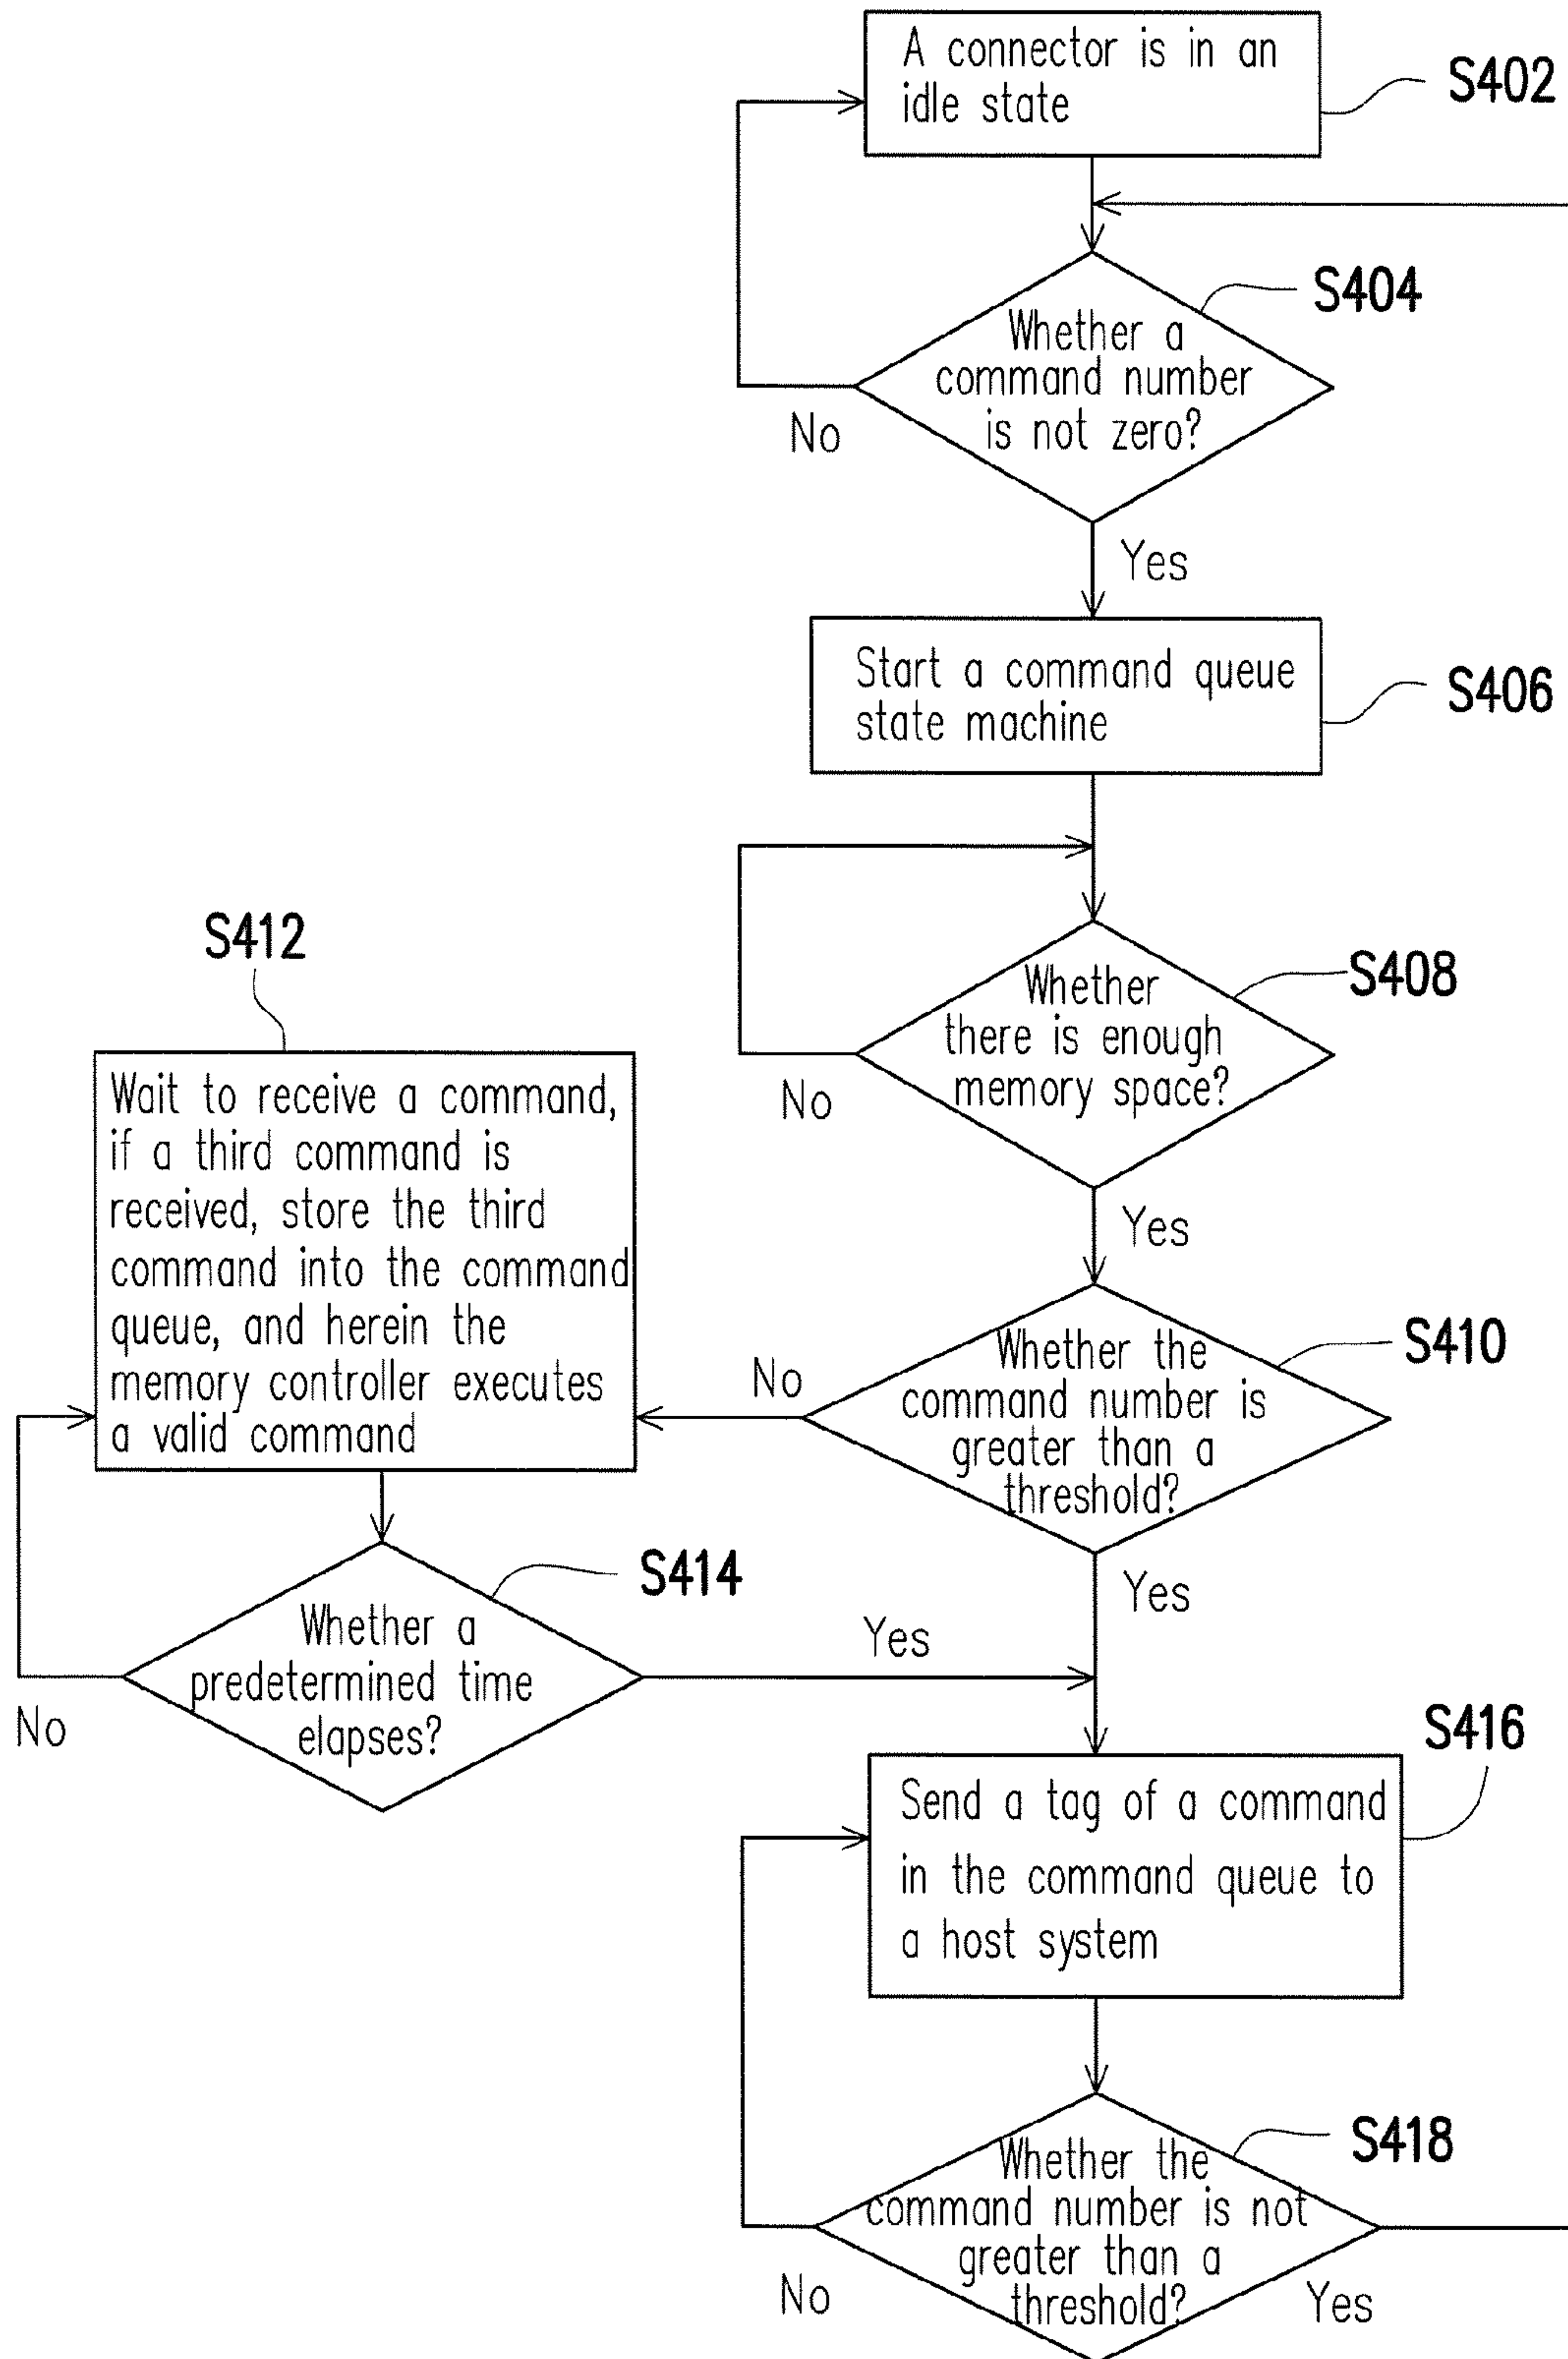 A connector is in an
idle state
S402
S404
Whether a
command number
is not zero?
No
Yes
Start a command queue
state machine
S406
S412
S408
Whether
there is enough
memory space?
No
Yes
Wait to receive a command,
if a third command is
received, store the third
command into the command
queue, and herein the
memory controller executes
a valid command
S410
Whether the
command number is
greater than a
threshold?
No
Yes
S414
Whether a
predetermined time
elapses?
Yes
No
S416
Send a tag of a command
in the command queue to
a host system
S418
Whether the
command number is not
greater than a
threshold?
No
Yes